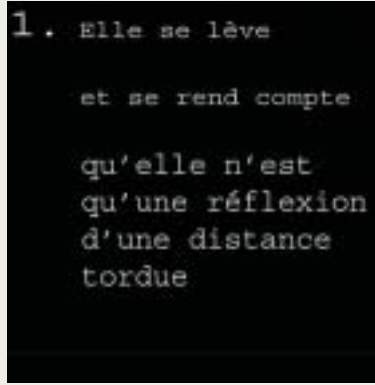 1. Elle se lève
et se rend compte
qu'elle n'est
qu'une réflexion
d'une distance
tordue